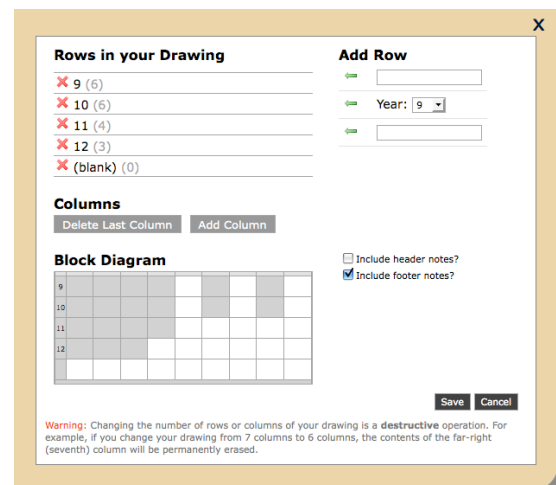 X
Rows in your Drawing
9 (6)
10 (6)
11 (4)
12 (3)
(blank) (0)
Add Row
Year: 9
Columns
Delete Last Column Add Column
Block Diagram
9
10
11
12
Include header notes?
Include footer notes?
Save Cancel
Warning: Changing the number of rows or columns of your drawing is a destructive operation. For
example, if you change your drawing from 7 columns to 6 columns, the contents of the far-right
(seventh) column will be permanently erased.